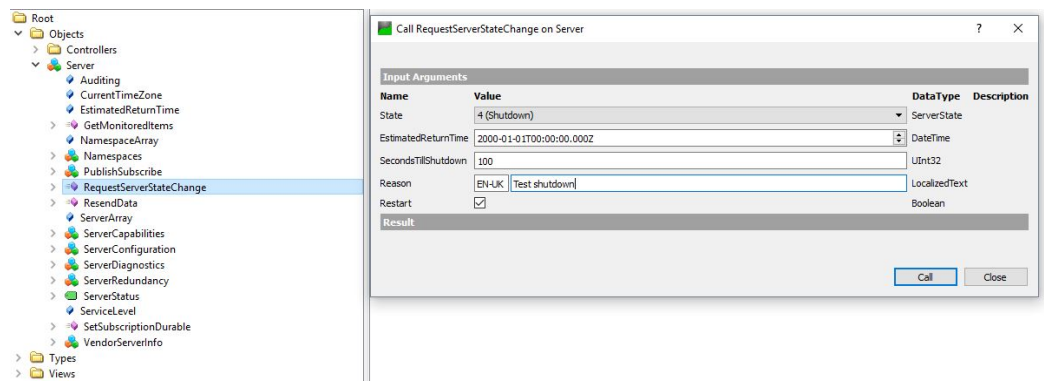 Root
Objects
Controllers
Server
Auditing
CurrentTimeZone
EstimatedReturnTime
GetMonitoredItems
NamespaceArray
Namespaces
PublishSubscribe
RequestServerStateChange
ResendData
ServerArray
ServerCapabilities
ServerConfiguration
ServerDiagnostics
ServerRedundancy
ServerStatus
ServiceLevel
SetSubscriptionDurable
VendorServerInfo
Types
Views
Call RequestServerStateChange on Server ? X
Input Arguments
Name Value DataType Description
State 4 (Shutdown) ServerState
EstimatedReturnTime 2000-01-01T00:00:00.000Z DateTime
SecondsTillShutdown 100 UInt32
Reason EN-UK Test shutdown LocalizedText
Restart Boolean
Result
Call Close